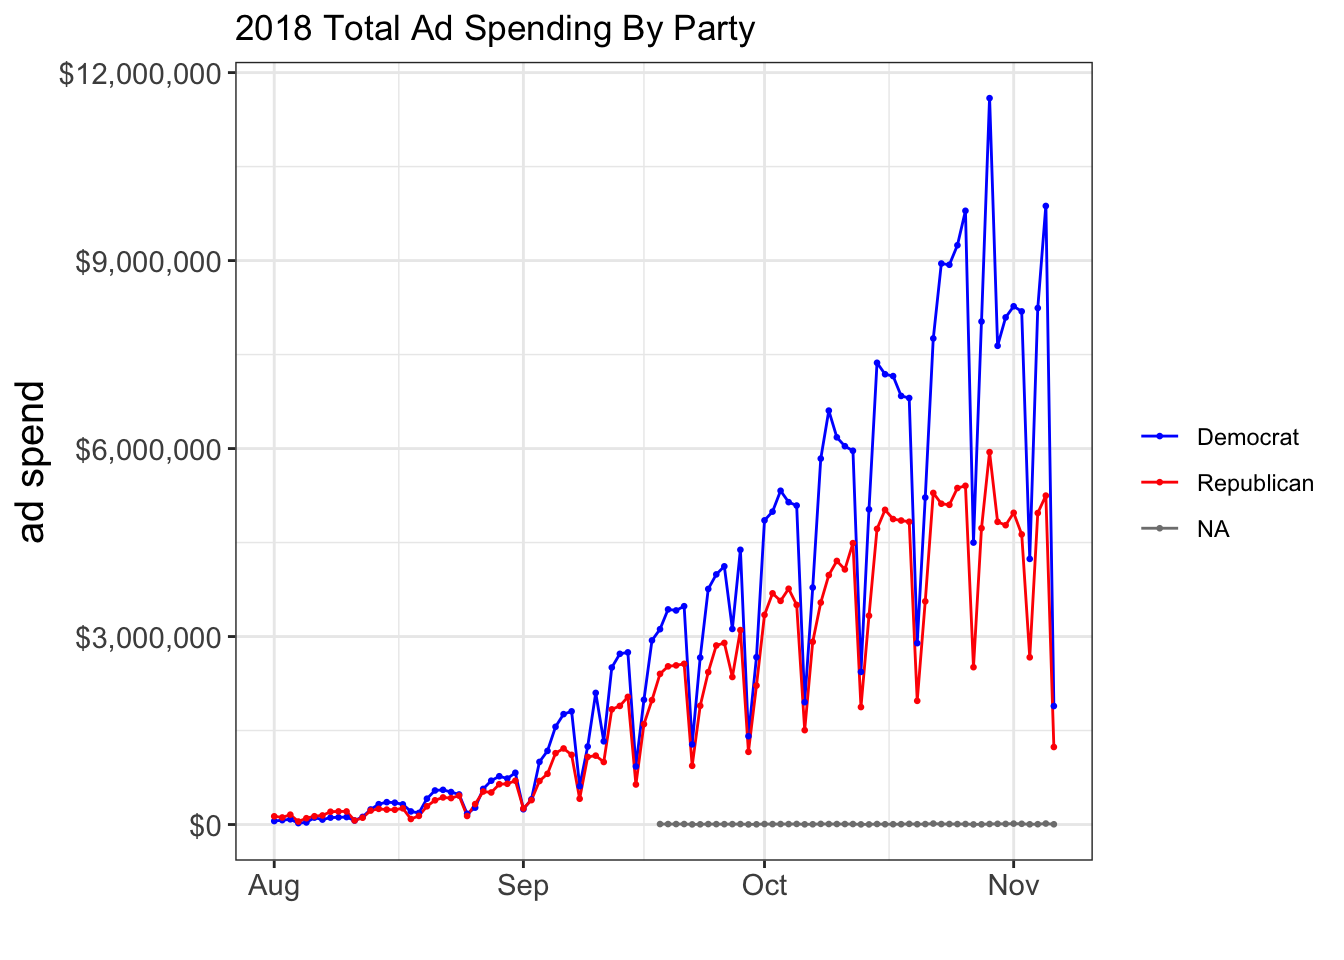 2018 Total Ad Spending By Party
$12,000,000
$9,000,000
$6,000,000
$3,000,000
$0
ad spend
Aug Sep Oct Nov
Democrat
Republican
NA